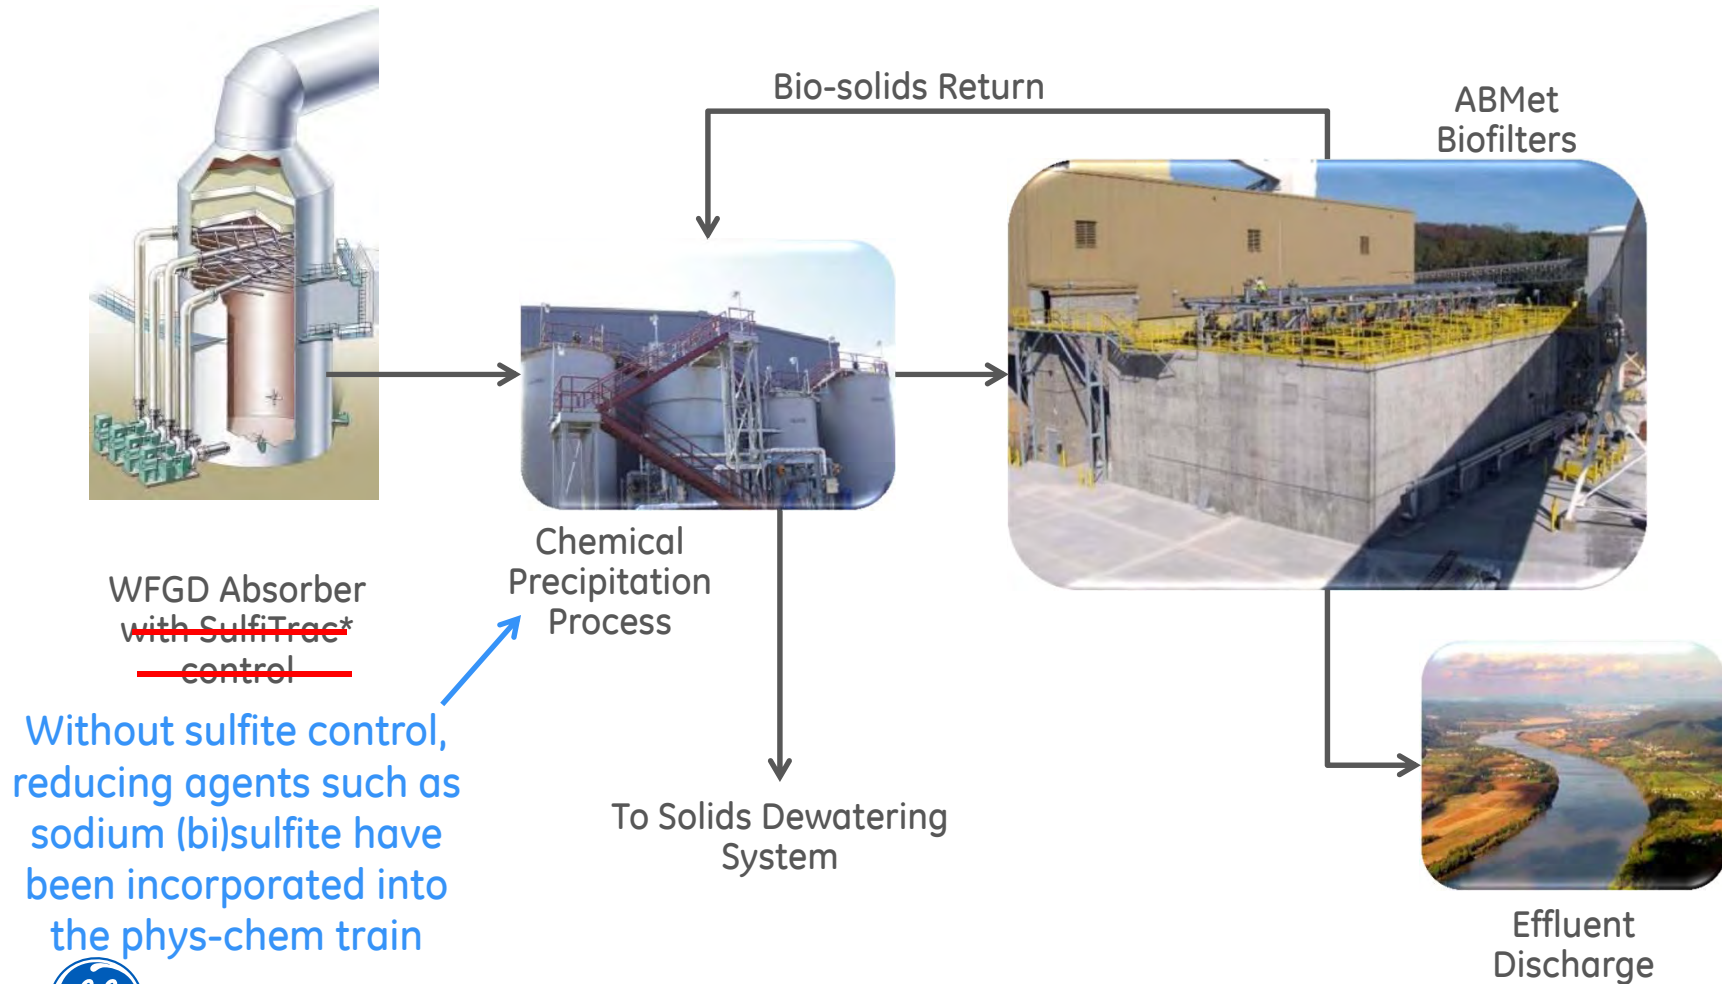 Bio-solids Return
ABMet
Biofilters
Chemical
Precipitation
Process
WFGD Absorber
with SulfiTrac*
control
Without sulfite control,
reducing agents such as
sodium (bi)sulfite have
been incorporated into
the phys-chem train
To Solids Dewatering
System
Effluent
Discharge